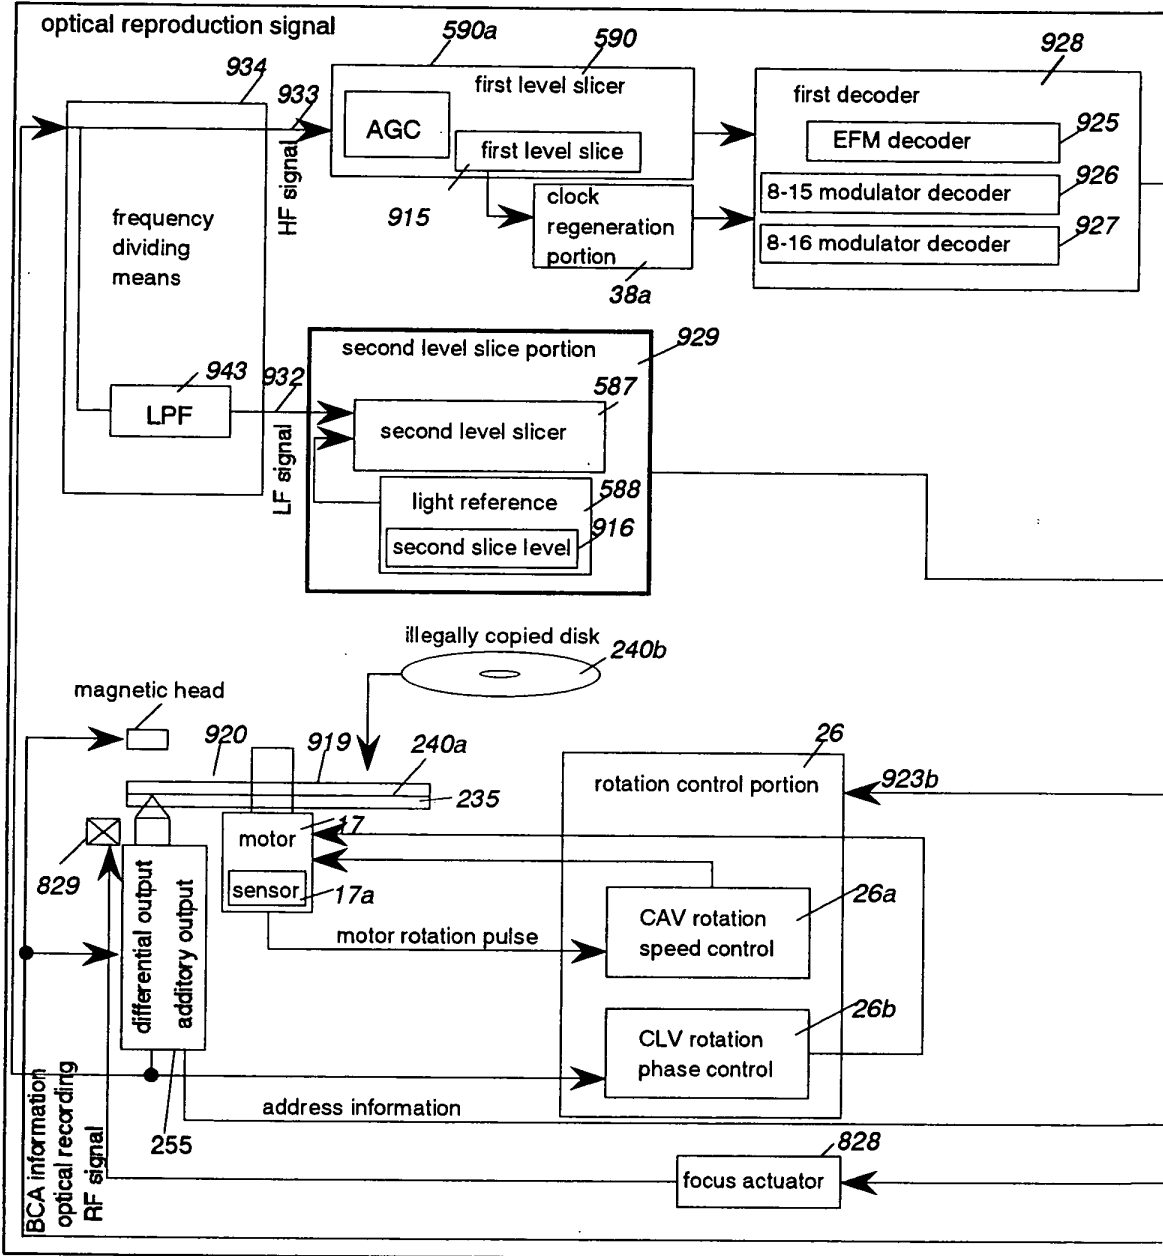 optical reproduction signal
590a
590
928
934
933
first level slicer
first decoder
AGC
first level slice
EFM decoder
925
HF signal
915
clock
regeneration
portion
8-15 modulator decoder
926
frequency
dividing
means
8-16 modulator decoder
927
38a
second level slice portion
929
943
932
587
LPF
second level slicer
LF signal
light reference
588
916
second slice level
illegally copied disk
240b
magnetic head
920
919
240a
26
235
rotation control portion
923b
17
motor
829
sensor
17a
differential output
additory output
motor rotation pulse
CAV rotation
speed control
26a
CLV rotation
phase control
26b
address information
255
BCA information
optical recording
RF signal
828
focus actuator